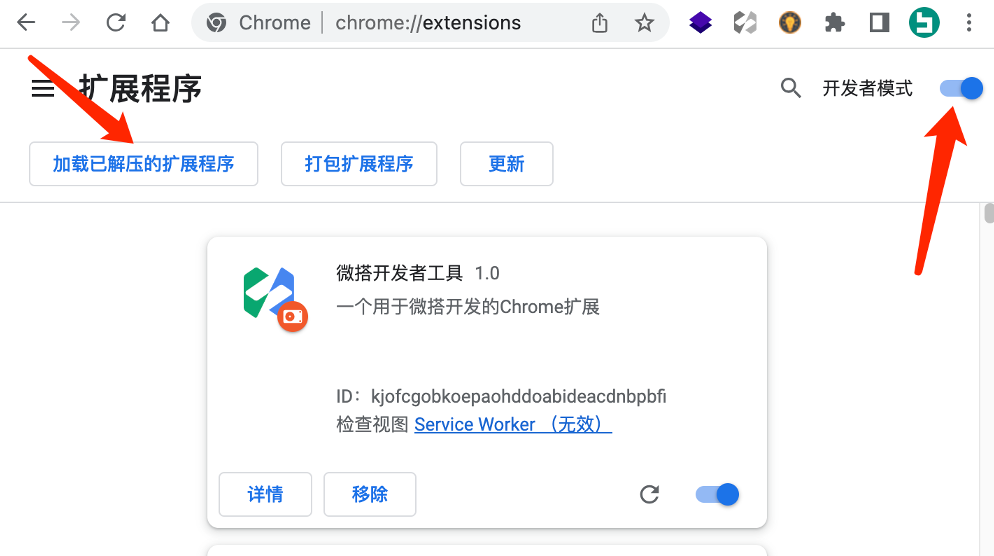 Chrome | chrome://extensions
扩展程序
开发者模式
加载已解压的扩展程序 打包扩展程序 更新
微搭开发者工具 1.0
一个用于微搭开发的Chrome扩展
ID：kjofcgobkoepaohddoabideacdnbpbfi
检查视图 Service Worker （无效）
详情 移除